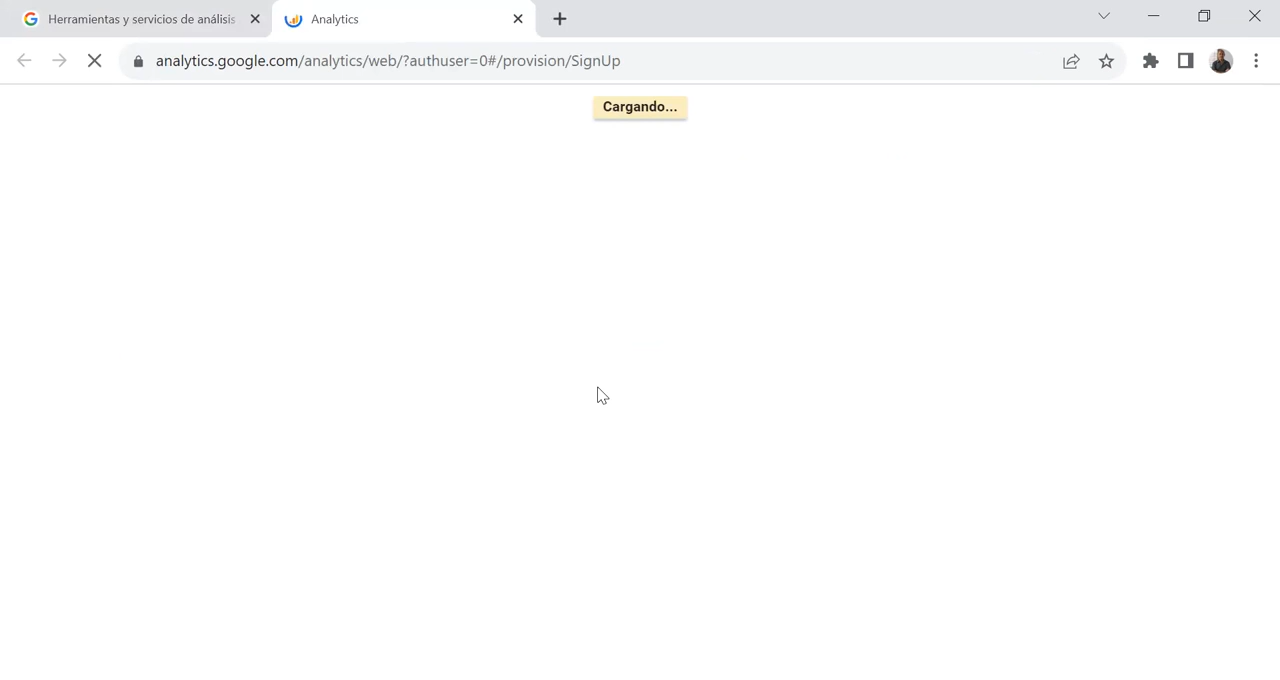 Herramientas y servicios de análisis
Analytics
analytics.google.com/analytics/web/?authuser=0#/provision/SignUp
Cargando...